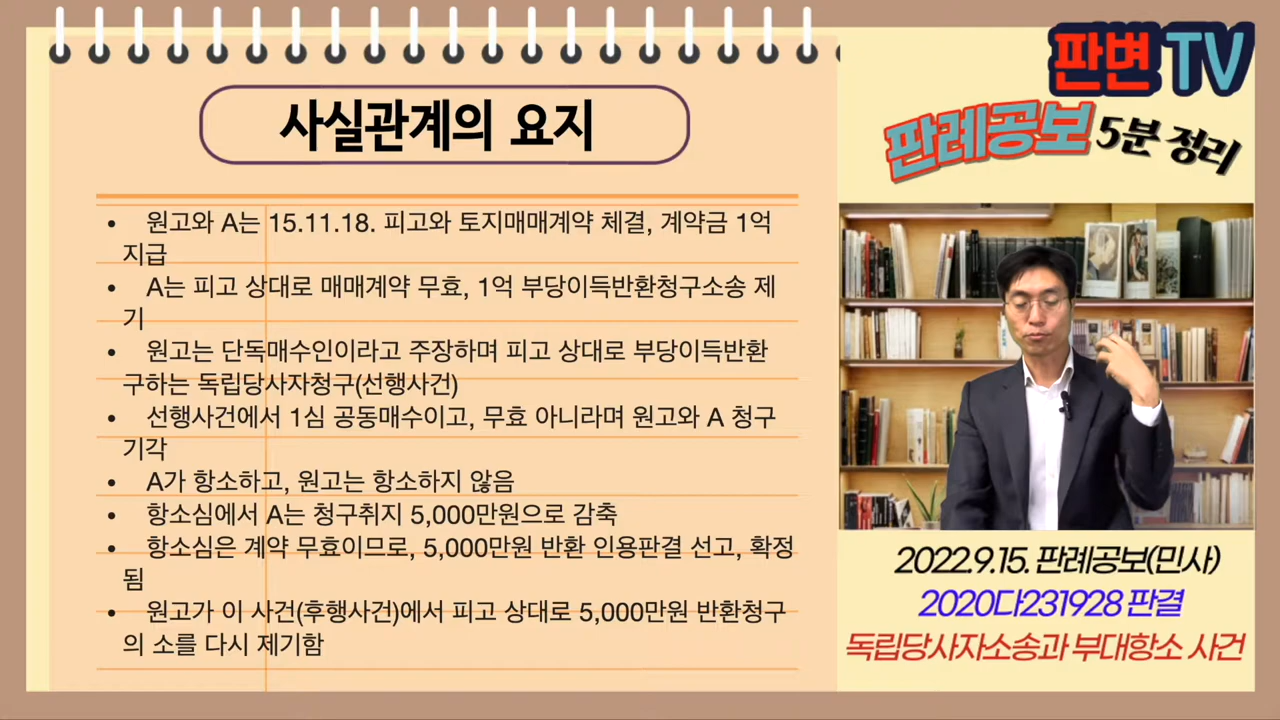 사실관계의 요지
• 원고와 A는 15.11.18. 피고와 토지매매계약 체결, 계약금 1억
지급
• A는 피고 상대로 매매계약 무효, 1억 부당이득반환청구소송 제
기
• 원고는 단독매수인이라고 주장하며 피고 상대로 부당이득반환
구하는 독립당사자청구(선행사건)
• 선행사건에서 1심 공동매수이고, 무효 아니라며 원고와 A 청구
기각
• A가 항소하고, 원고는 항소하지 않음
• 항소심에서 A는 청구취지 5,000만원으로 감축
• 항소심은 계약 무효이므로, 5,000만원 반환 인용판결 선고, 확정
됨
• 원고가 이 사건(후행사건)에서 피고 상대로 5,000만원 반환청구
의 소를 다시 제기함
판변 TV
판례공보 5분 정리
2022.9.15. 판례공보(민사)
2020다231928 판결
독립당사자소송과 부대항소 사건